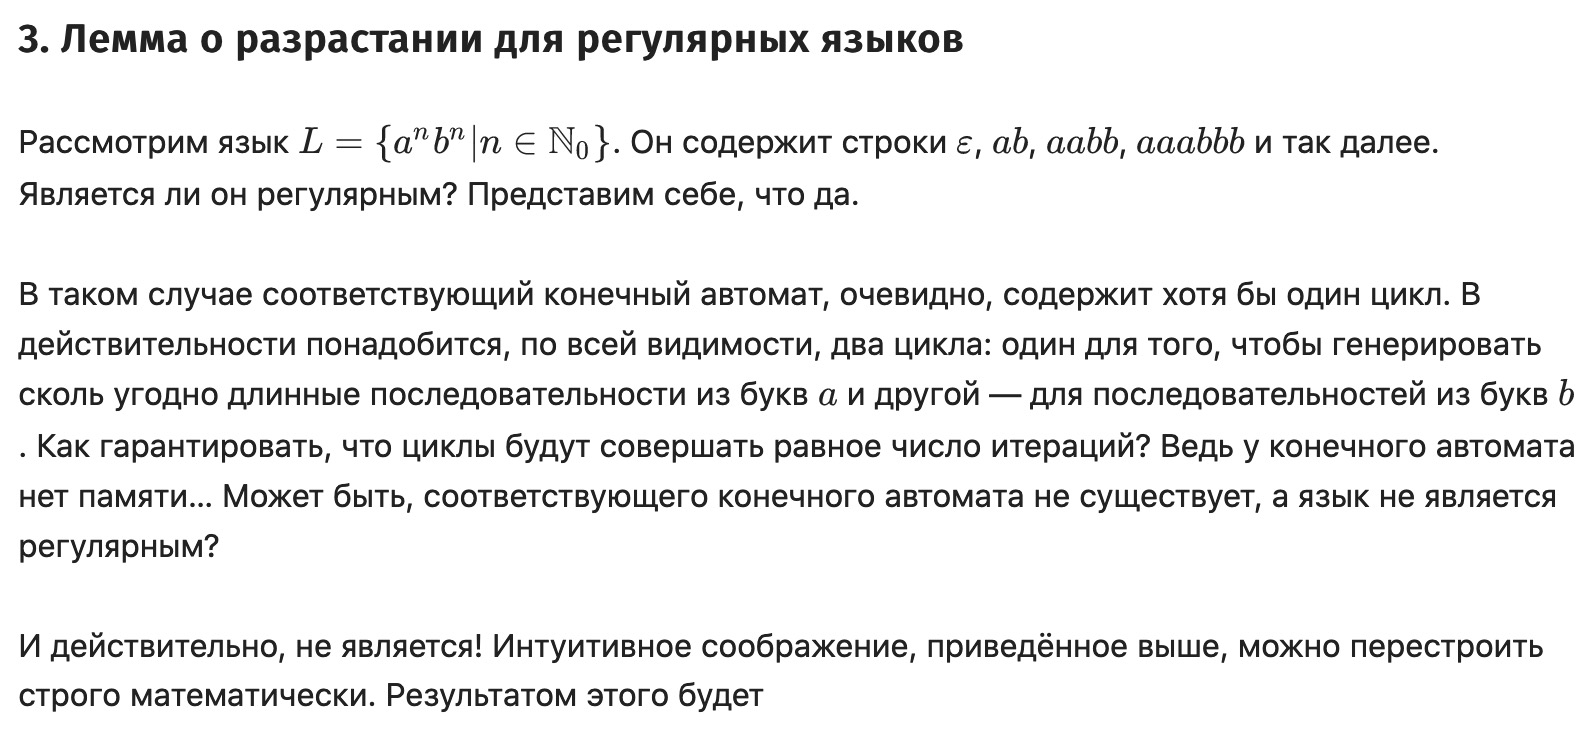 3. Лемма о разрастании для регулярных языков
Рассмотрим язык L = {aⁿbⁿ|n ∈ ℕ₀}. Он содержит строки ε, ab, aabb, aaabbb и так далее.
Является ли он регулярным? Представим себе, что да.
В таком случае соответствующий конечный автомат, очевидно, содержит хотя бы один цикл. В
действительности понадобится, по всей видимости, два цикла: один для того, чтобы генерировать
сколь угодно длинные последовательности из букв a и другой — для последовательностей из букв b
. Как гарантировать, что циклы будут совершать равное число итераций? Ведь у конечного автомата
нет памяти... Может быть, соответствующего конечного автомата не существует, а язык не является
регулярным?
И действительно, не является! Интуитивное соображение, приведённое выше, можно перестроить
строго математически. Результатом этого будет